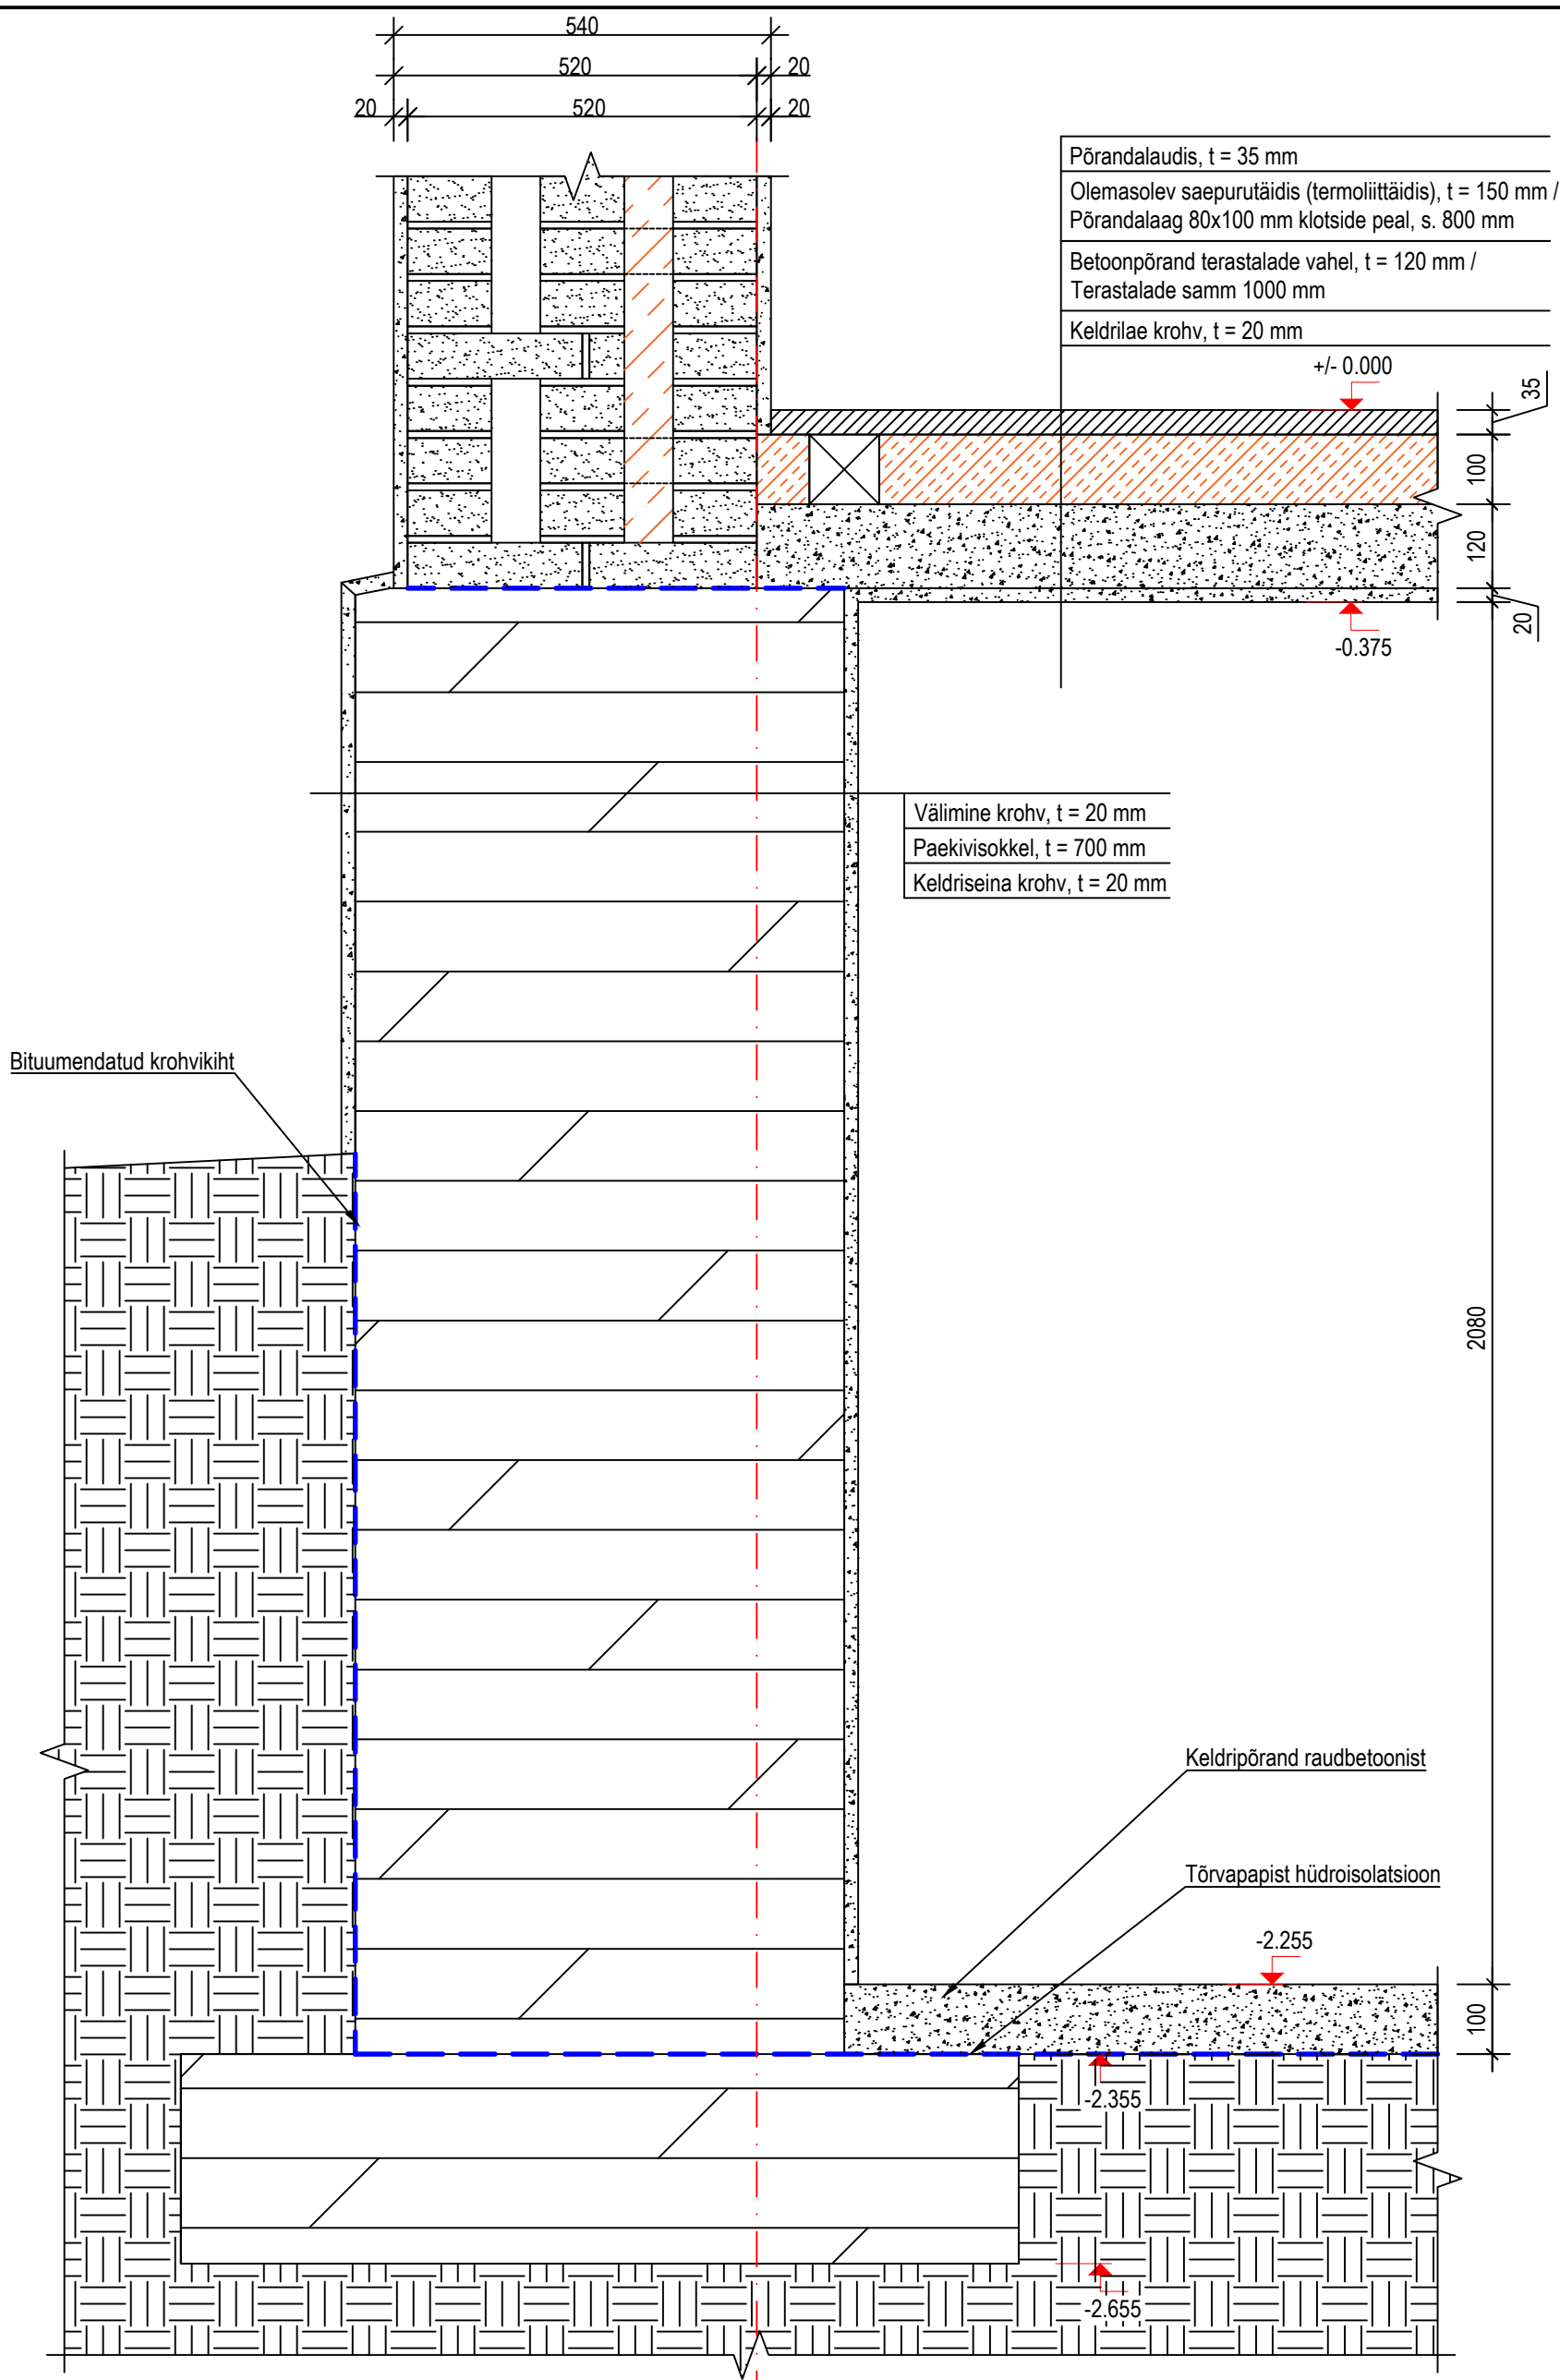 540
520 20
20 520 20
Põrandalaudis, t = 35 mm
Olemasolev saepurutäidis (termoliittäidis), t = 150 mm /
Põrandalaag 80x100 mm klotside peal, s. 800 mm
Betoonpõrand terastalade vahel, t = 120 mm /
Terastalade samm 1000 mm
Keldrilae krohv, t = 20 mm
+/- 0.000
35
100
120
20
-0.375
Välimine krohv, t = 20 mm
Paekivisokkel, t = 700 mm
Keldriseina krohv, t = 20 mm
Bituumendatud krohvikiht
2080
Keldripõrand raudbetoonist
Tõrvapapist hüdroisolatsioon
-2.255
100
-2.355
-2.655